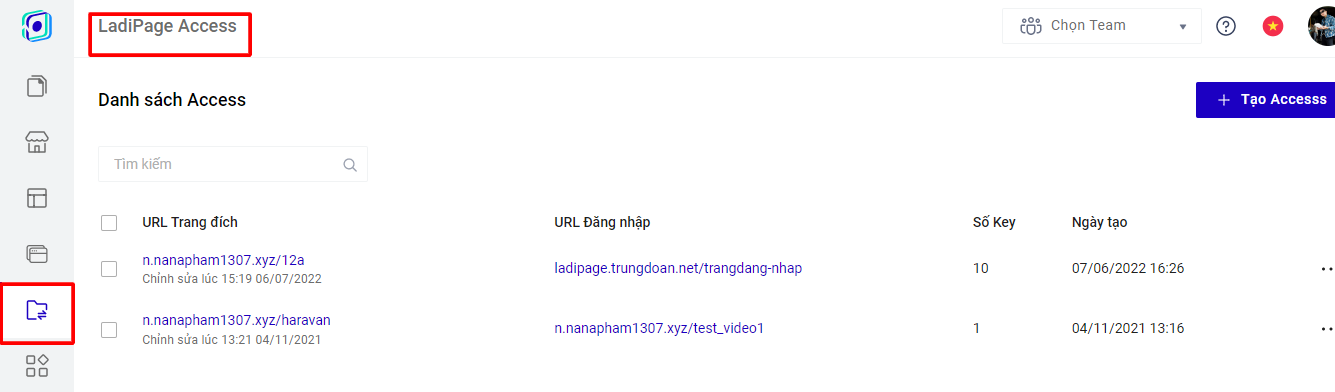 LadiPage Access
Chọn Team
Danh sách Access
Tạo Accesss
Tìm kiếm
URL Trang đích URL Đăng nhập Số Key Ngày tạo
n.nanapham1307.xyz/12a ladipage.trungdoan.net/trangdang-nhap 10 07/06/2022 16:26
Chỉnh sửa lúc 15:19 06/07/2022
n.nanapham1307.xyz/haravan n.nanapham1307.xyz/test_video1 1 04/11/2021 13:16
Chỉnh sửa lúc 13:21 04/11/2021